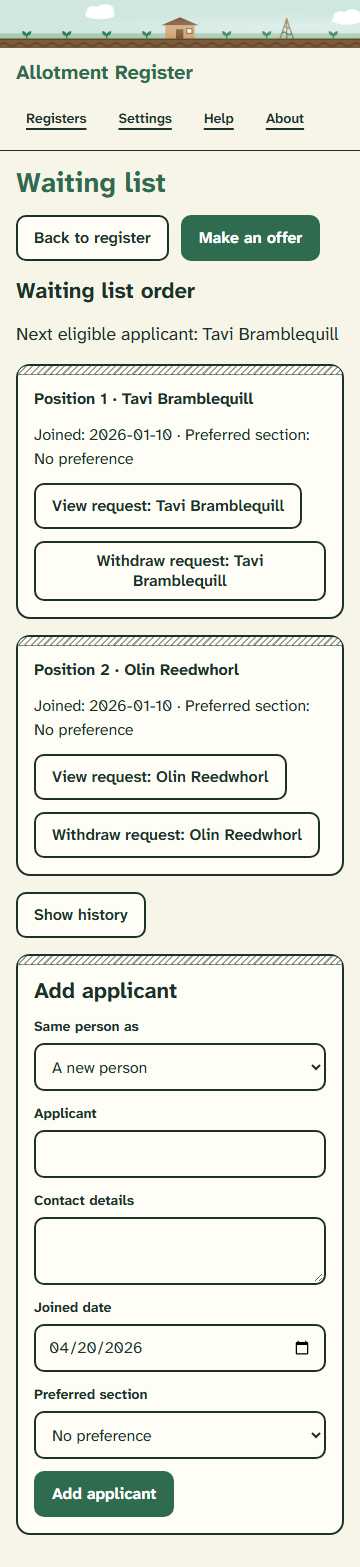 Allotment Register
Registers Settings Help About
Waiting list
Back to register Make an offer
Waiting list order
Next eligible applicant: Tavi Bramblequill
Position 1 · Tavi Bramblequill
Joined: 2026-01-10 · Preferred section:
No preference
View request: Tavi Bramblequill
Withdraw request: Tavi
Bramblequill
Position 2 · Olin Reedwhorl
Joined: 2026-01-10 · Preferred section:
No preference
View request: Olin Reedwhorl
Withdraw request: Olin Reedwhorl
Show history
Add applicant
Same person as
A new person
Applicant
Contact details
Joined date
04/20/2026
Preferred section
No preference
Add applicant